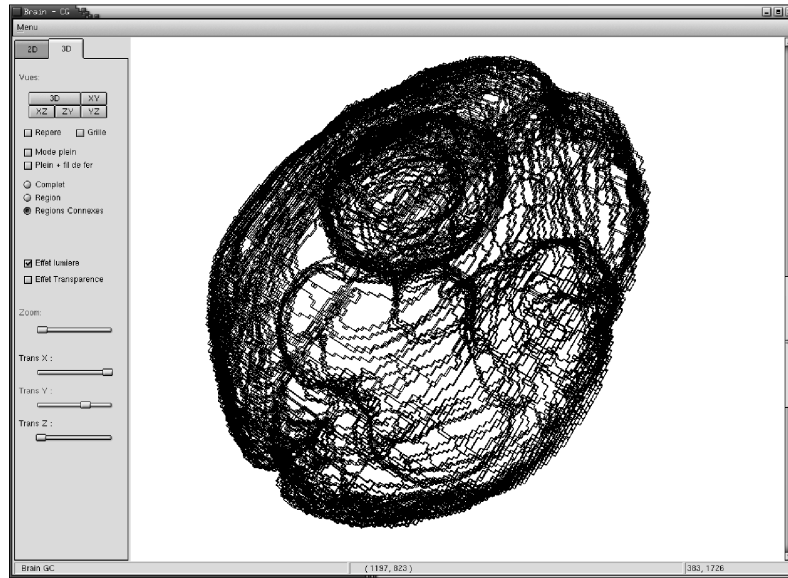 Brain - CG
Menu
2D 3D
Vues:
3D XY
XZ ZY YZ
Repere Grille
Mode plein
Plein + fil de fer
Complet
Region
Regions Connexes
Effet lumiere
Effet Transparence
Zoom:
Trans X :
Trans Y :
Trans Z :
Brain GC ( 1197, 823 ) 383, 1726